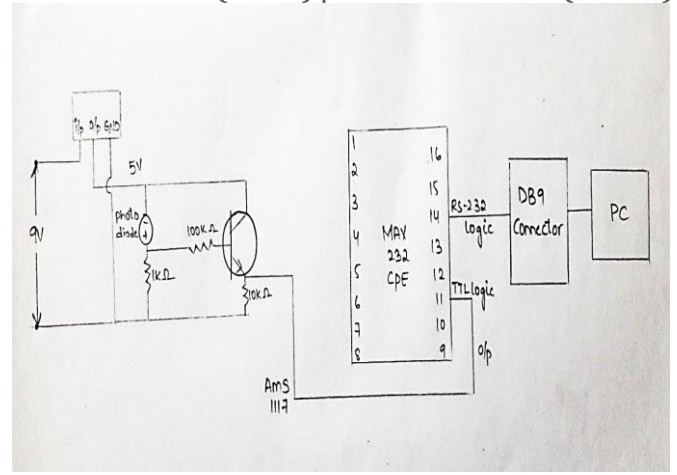 i/p o/p GND
5V
9V
photo
diode
- +
100KΩ
1KΩ
10KΩ
AMS
1117
1
2
3
4
5
6
7
8
MAX
232
CPE
16
15
14
13
12
11
10
9
RS-232
logic
TTL logic
o/p
DB9
Connector
PC